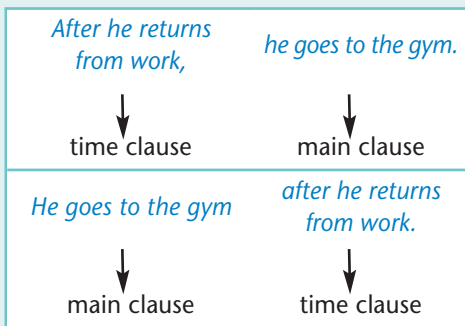 After he returns
from work,
he goes to the gym.
time clause
main clause
He goes to the gym
after he returns
from work.
main clause
time clause